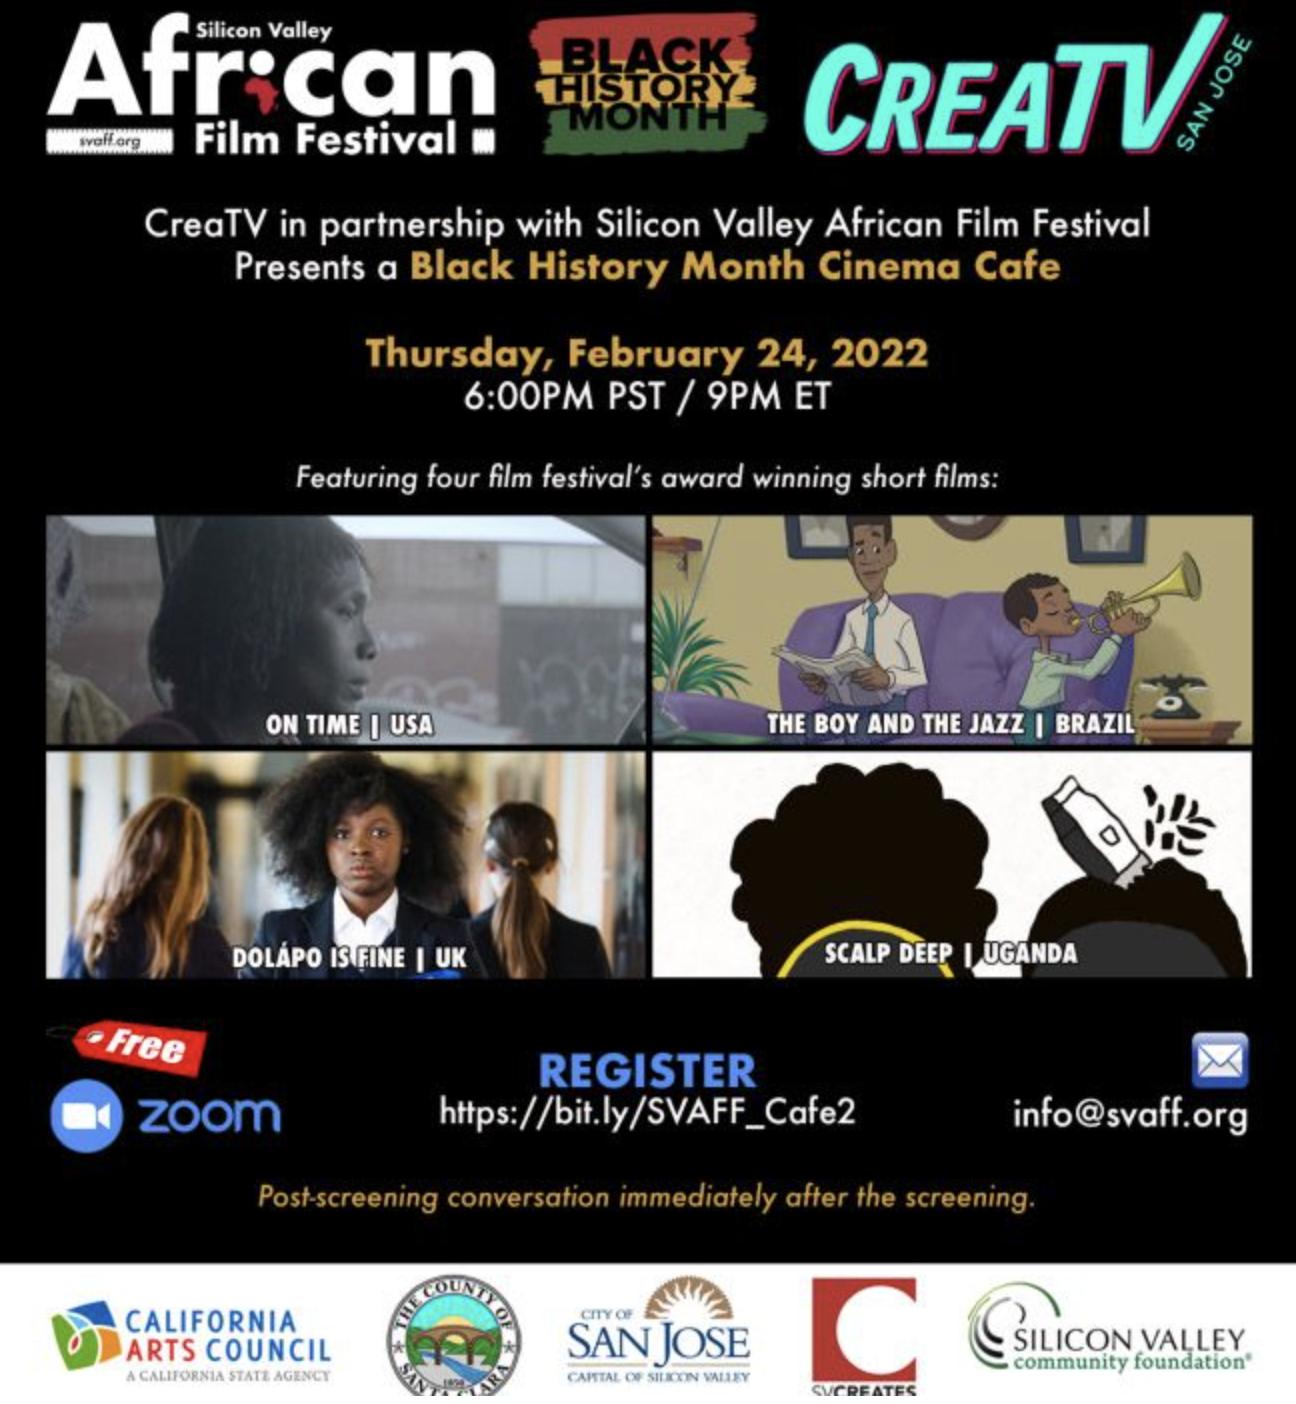 Silicon Valley
African
Film Festival
svaff.org
BLACK
HISTORY
MONTH
CREATV
SAN JOSE
CreaTV in partnership with Silicon Valley African Film Festival
Presents a Black History Month Cinema Cafe
Thursday, February 24, 2022
6:00PM PST / 9PM ET
Featuring four film festival's award winning short films:
ON TIME | USA
THE BOY AND THE JAZZ | BRAZIL
DOLÁPO IS FINE | UK
SCALP DEEP | UGANDA
Free
zoom
REGISTER
https://bit.ly/SVAFF_Cafe2
info@svaff.org
Post-screening conversation immediately after the screening.
CALIFORNIA
ARTS COUNCIL
A CALIFORNIA STATE AGENCY
THE COUNTY OF
SANTA CLARA
1850
CITY OF
SAN JOSE
CAPITAL OF SILICON VALLEY
SVCREATES
SILICON VALLEY
community foundation®